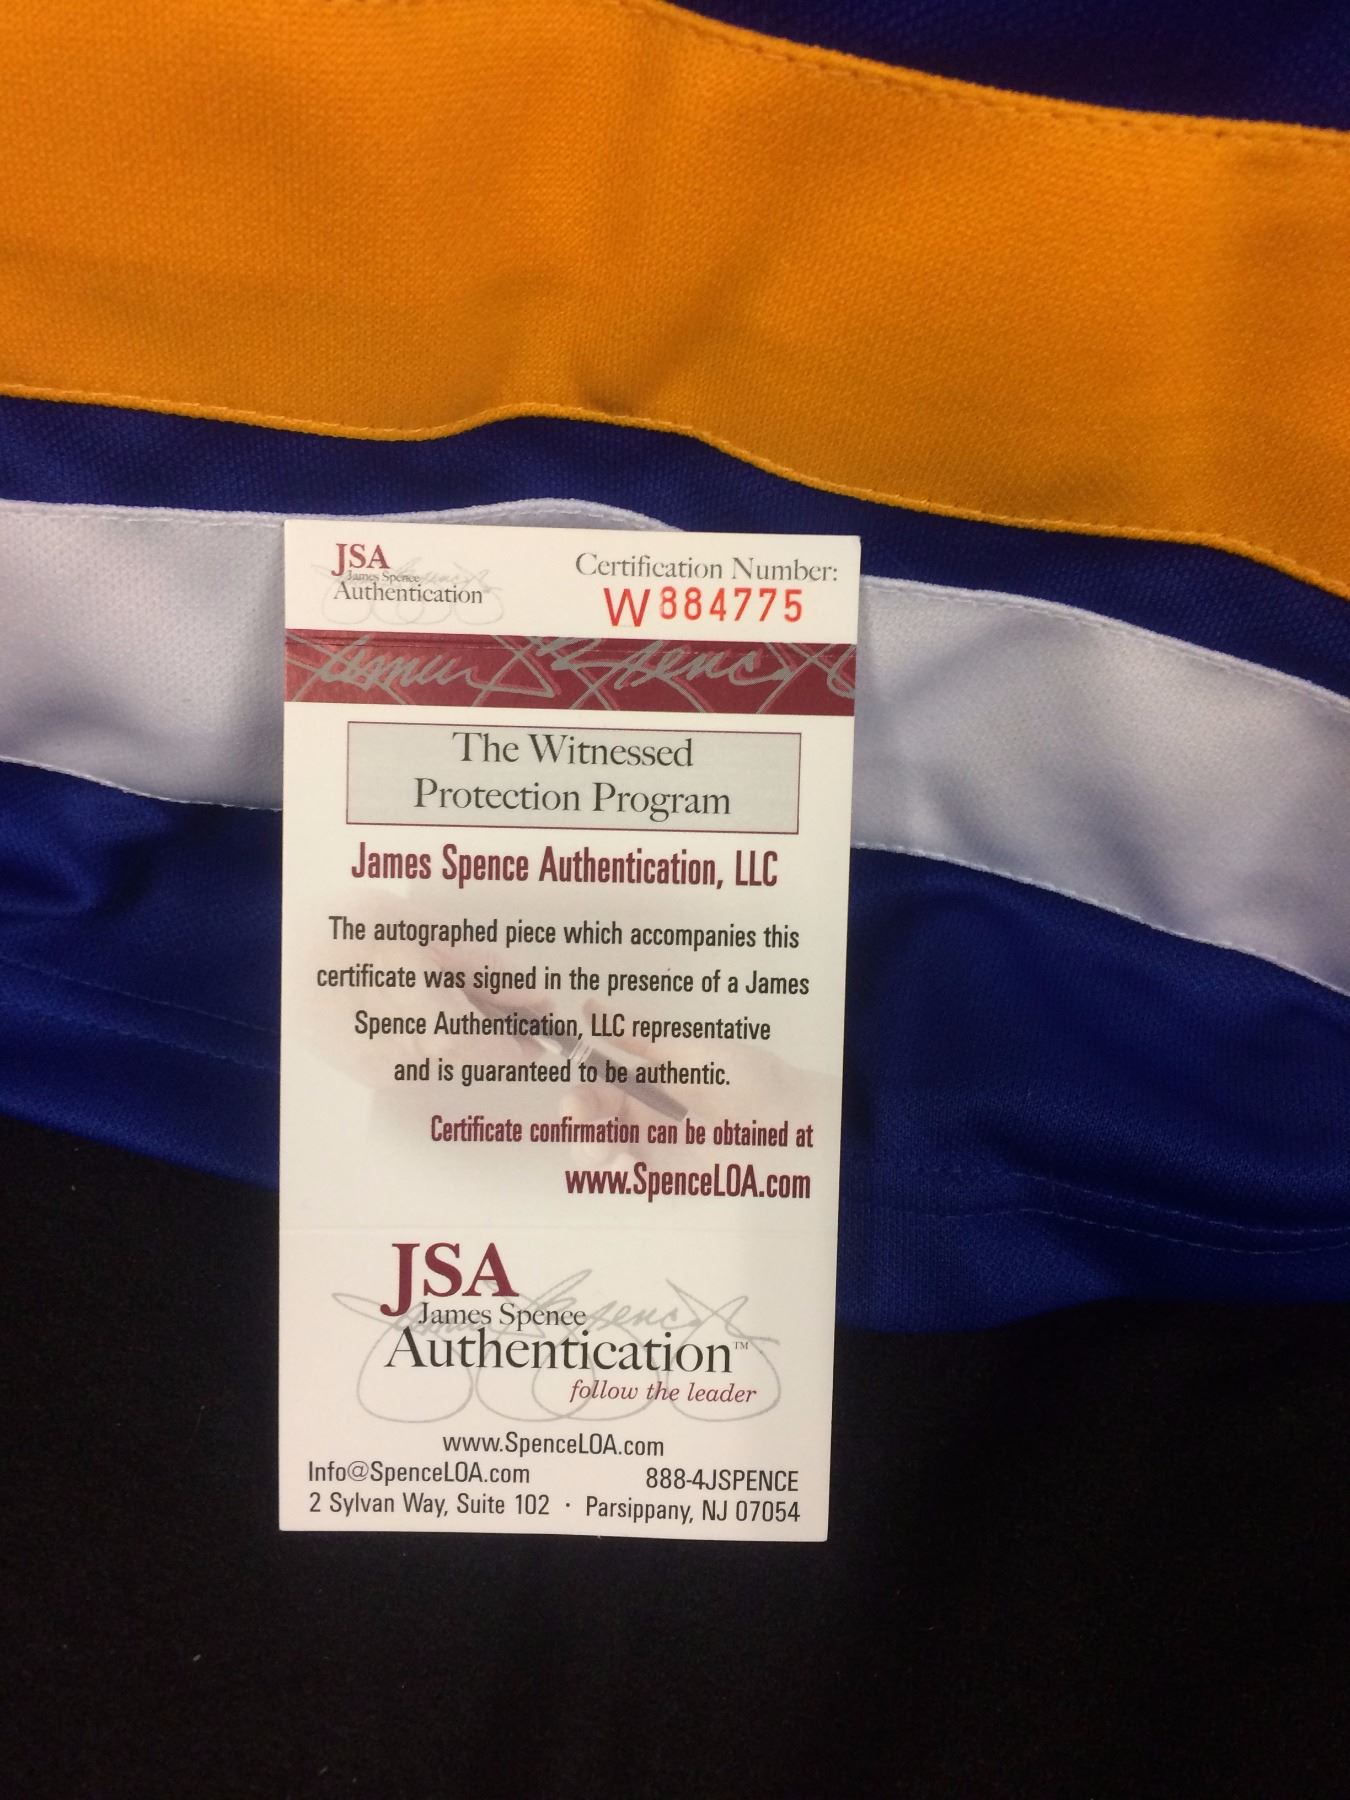 JSA
James Spence
Authentication
Certification Number:
W884775
James Spence
The Witnessed
Protection Program
James Spence Authentication, LLC
The autographed piece which accompanies this
certificate was signed in the presence of a James
Spence Authentication, LLC representative
and is guaranteed to be authentic.
Certificate confirmation can be obtained at
www.SpenceLOA.com
JSA
James Spence
Authentication™
follow the leader
www.SpenceLOA.com
Info@SpenceLOA.com 888-4JSPENCE
2 Sylvan Way, Suite 102 · Parsippany, NJ 07054